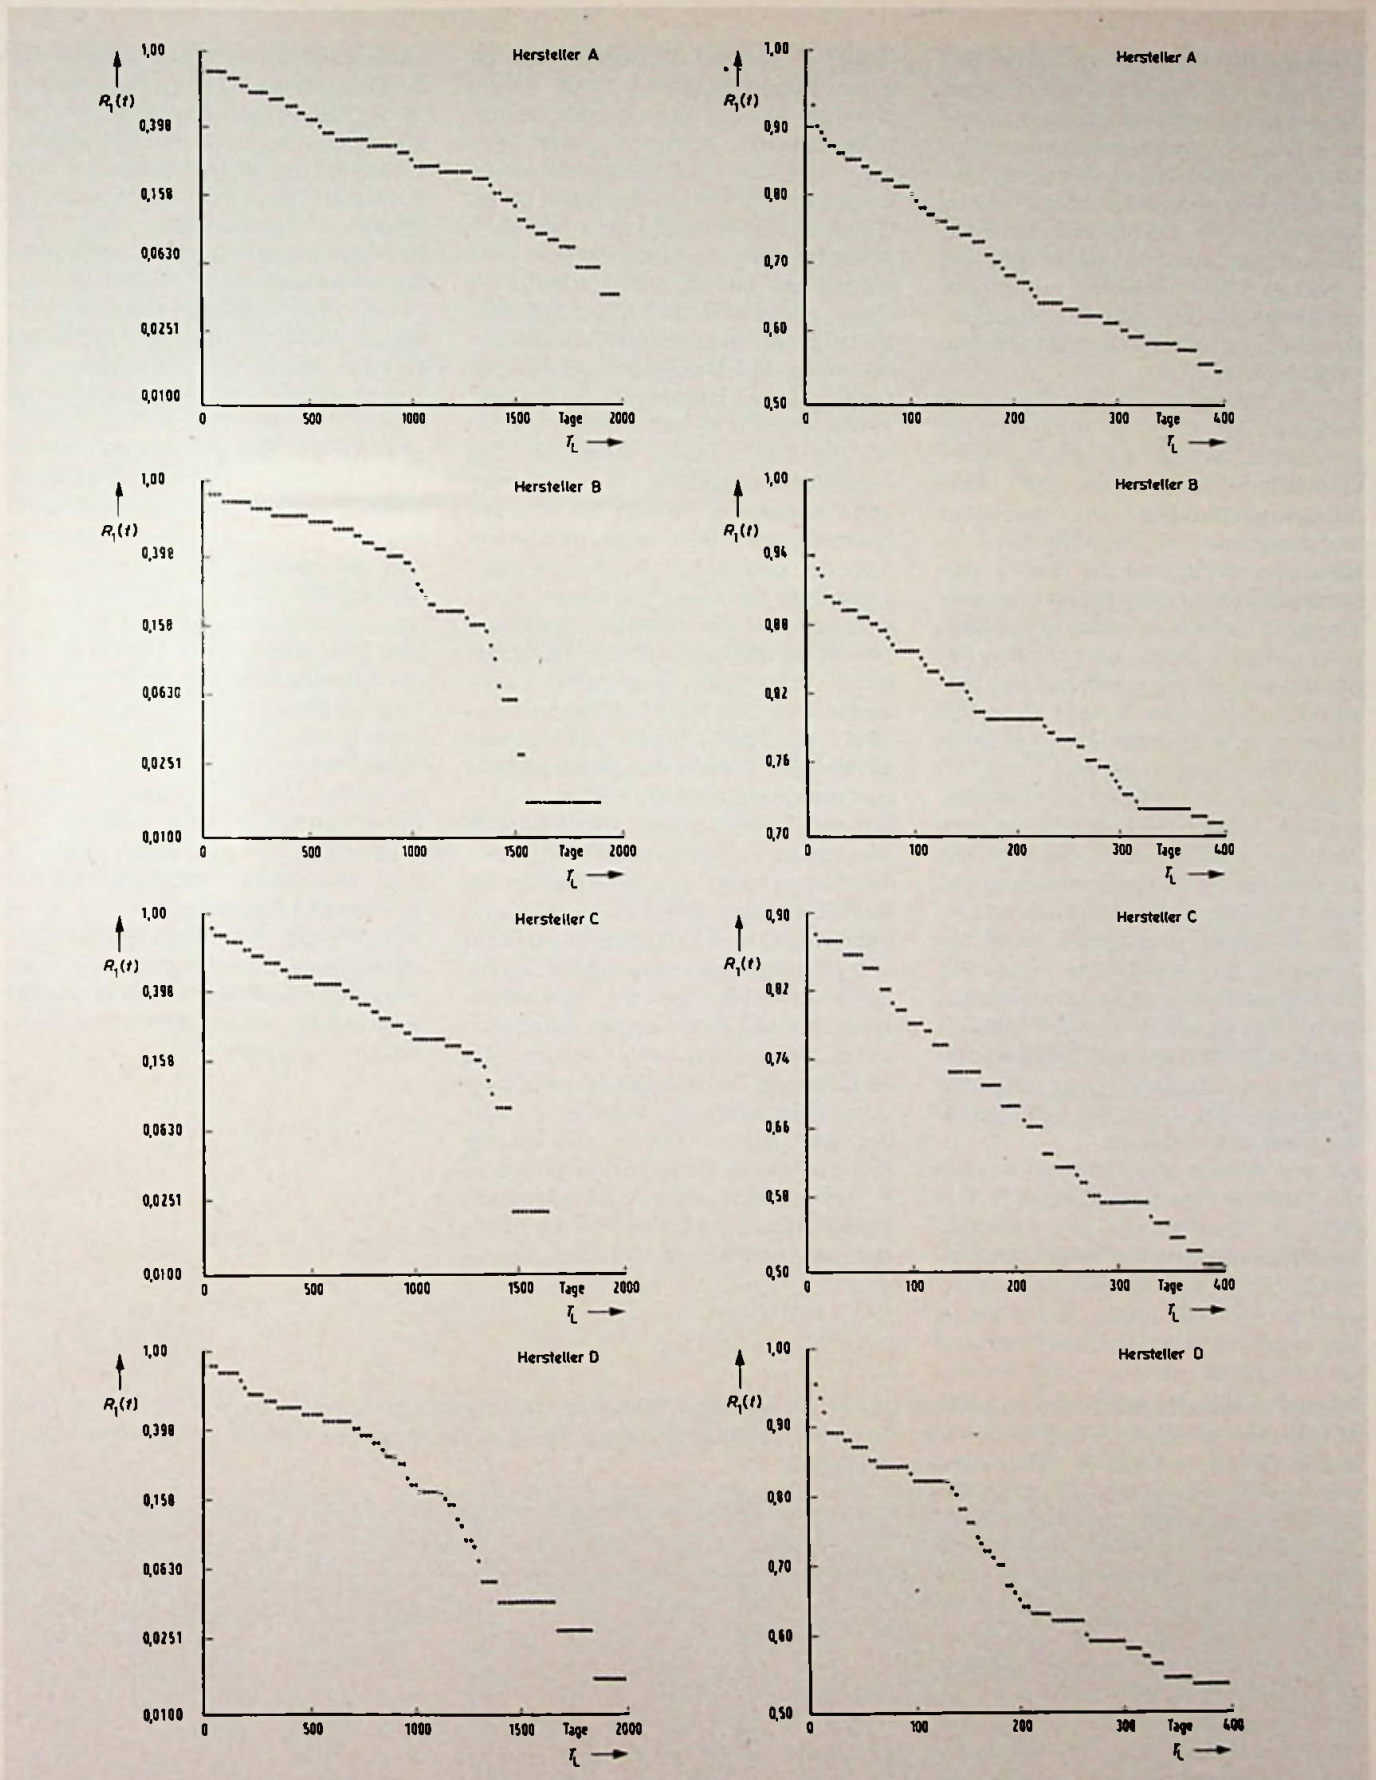 1,00 Hersteller A
R₁(t)
0,398
0,158
0,0630
0,0251
0,0100
0 500 1000 1500 Tage 2000
T_L
1,00 Hersteller A
R₁(t)
0,90
0,80
0,70
0,60
0,50
0 100 200 300 Tage 400
T_L
1,00 Hersteller B
R₁(t)
0,398
0,158
0,0630
0,0251
0,0100
0 500 1000 1500 Tage 2000
T_L
1,00 Hersteller B
R₁(t)
0,94
0,88
0,82
0,76
0,70
0 100 200 300 Tage 400
T_L
1,00 Hersteller C
R₁(t)
0,398
0,158
0,0630
0,0251
0,0100
0 500 1000 1500 Tage 2000
T_L
0,90 Hersteller C
R₁(t)
0,82
0,74
0,66
0,58
0,50
0 100 200 300 Tage 400
T_L
1,00 Hersteller D
R₁(t)
0,398
0,158
0,0630
0,0251
0,0100
0 500 1000 1500 Tage 2000
T_L
1,00 Hersteller D
R₁(t)
0,90
0,80
0,70
0,60
0,50
0 100 200 300 Tage 400
T_L